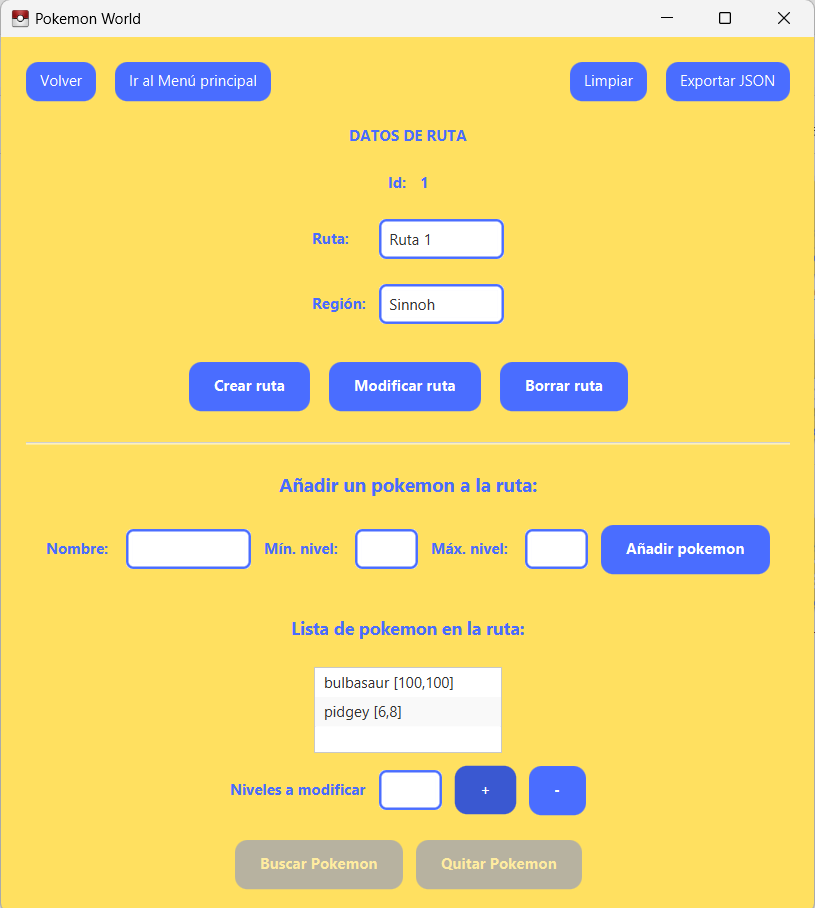 Pokemon World
Volver Ir al Menú principal Limpiar Exportar JSON
DATOS DE RUTA
Id: 1
Ruta: Ruta 1
Región: Sinnoh
Crear ruta Modificar ruta Borrar ruta
Añadir un pokemon a la ruta:
Nombre: Mín. nivel: Máx. nivel: Añadir pokemon
Lista de pokemon en la ruta:
bulbasaur [100,100]
pidgey [6,8]
Niveles a modificar + -
Buscar Pokemon Quitar Pokemon